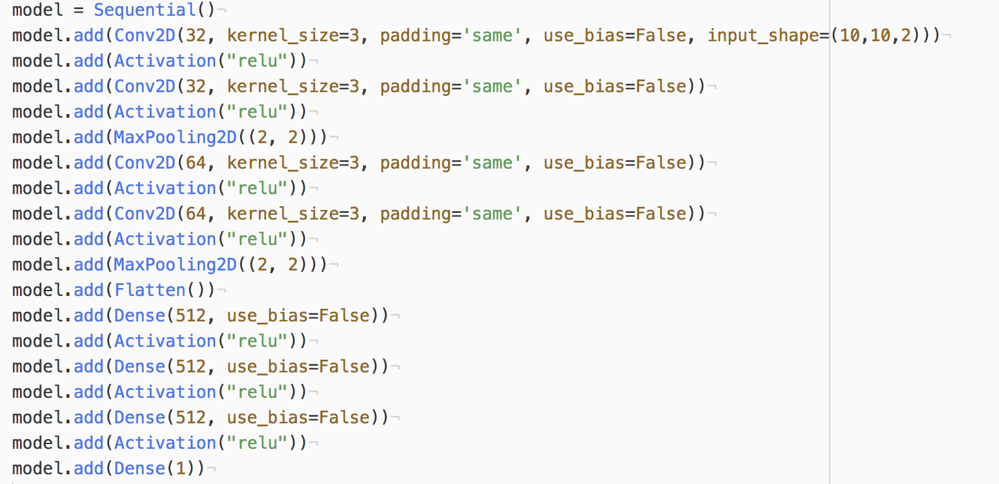 model = Sequential()¬
model.add(Conv2D(32, kernel_size=3, padding='same', use_bias=False, input_shape=(10,10,2)))¬
model.add(Activation("relu"))¬
model.add(Conv2D(32, kernel_size=3, padding='same', use_bias=False))¬
model.add(Activation("relu"))¬
model.add(MaxPooling2D((2, 2)))¬
model.add(Conv2D(64, kernel_size=3, padding='same', use_bias=False))¬
model.add(Activation("relu"))¬
model.add(Conv2D(64, kernel_size=3, padding='same', use_bias=False))¬
model.add(Activation("relu"))¬
model.add(MaxPooling2D((2, 2)))¬
model.add(Flatten())¬
model.add(Dense(512, use_bias=False))¬
model.add(Activation("relu"))¬
model.add(Dense(512, use_bias=False))¬
model.add(Activation("relu"))¬
model.add(Dense(512, use_bias=False))¬
model.add(Activation("relu"))¬
model.add(Dense(1))¬